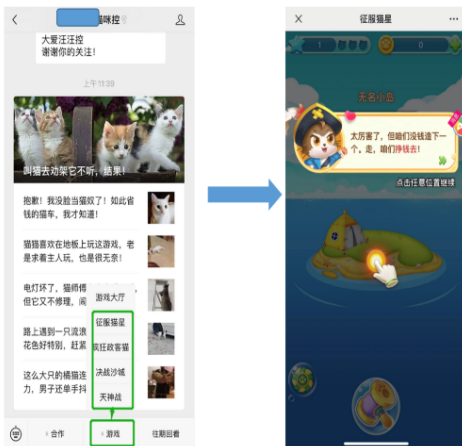 猫咪控
大爱汪汪控
谢谢你的关注！
上午11:39
叫猫去动架它不听，结果！
抱歉！我没脸当猫奴了！如此省
钱的猫车，我才知道！
猫猫喜欢在地板上玩这游戏，老
是求着主人玩，也是很无奈！
电灯坏了，猫师傅
但它又不修理，闹
路上遇到一只流浪
花色好特别，赶紧
这么大只的橘猫连
力，男子还单手抖
游戏大厅
征服猫星
疯狂政客猫
决战沙城
天神战
合作
游戏
往期回看
征服猫星
1
0
无名小岛
太厉害了，但咱们没钱造下一
个。走，咱们挣钱去！
点击任意位置继续